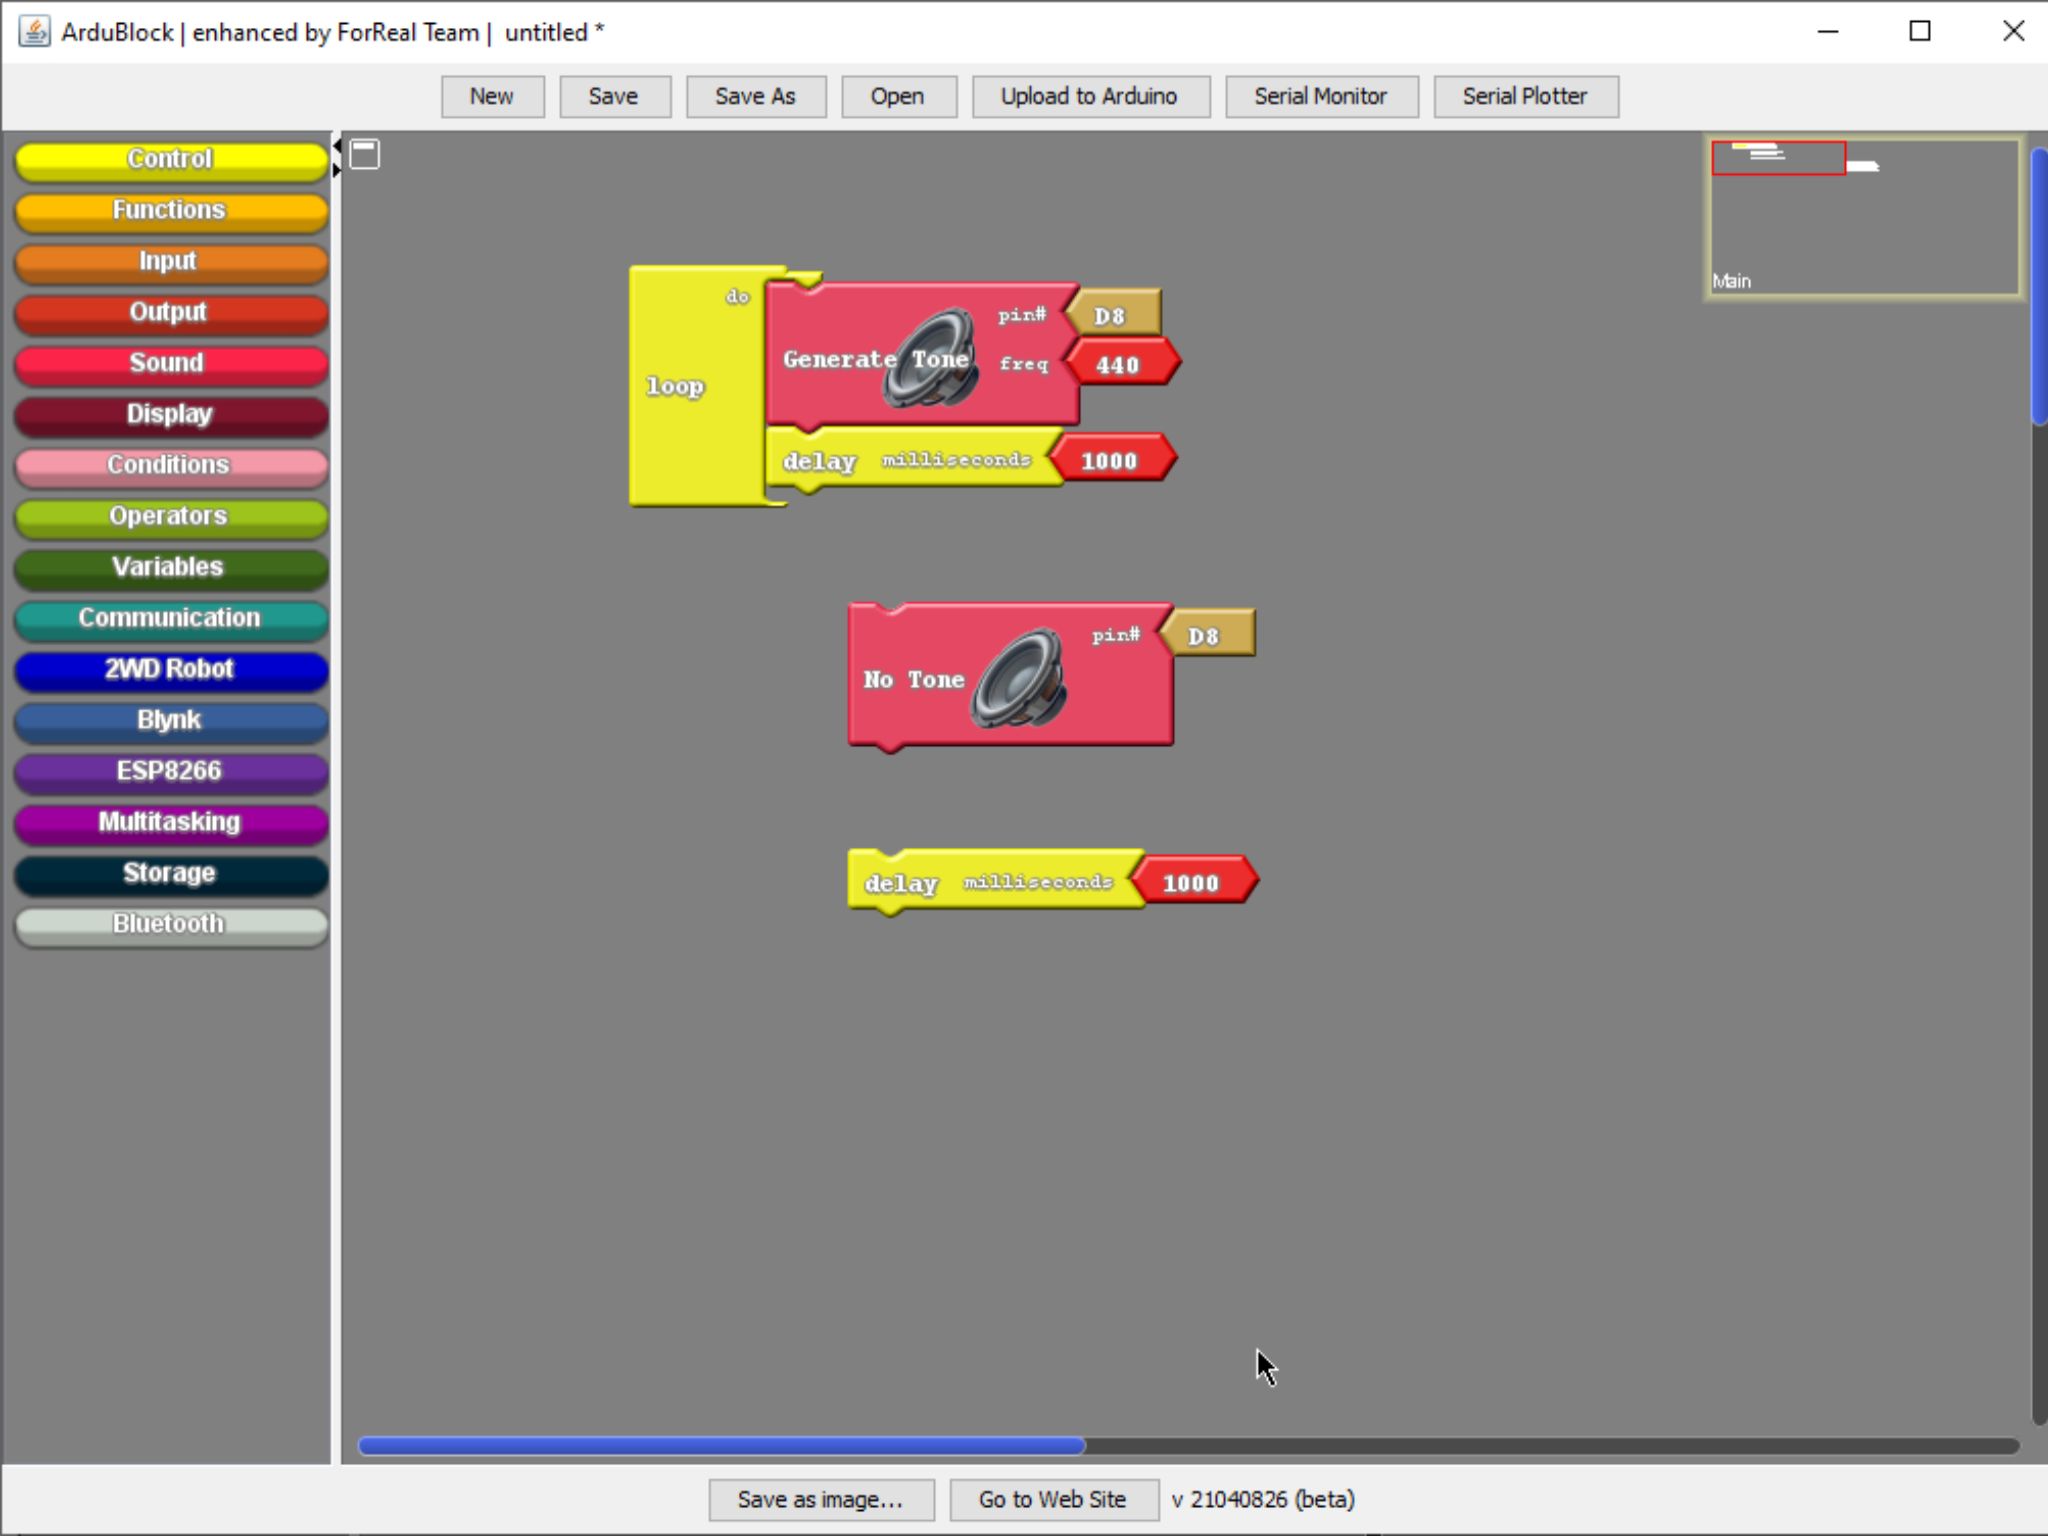 ArduBlock | enhanced by ForReal Team | untitled *
New Save Save As Open Upload to Arduino Serial Monitor Serial Plotter
Control
Functions
Input
Output
Sound
Display
Conditions
Operators
Variables
Communication
2WD Robot
Blynk
ESP8266
Multitasking
Storage
Bluetooth
Main
loop
do
Generate Tone
pin# D8
freq 440
delay milliseconds 1000
No Tone
pin# D8
delay milliseconds 1000
Save as image... Go to Web Site v 21040826 (beta)